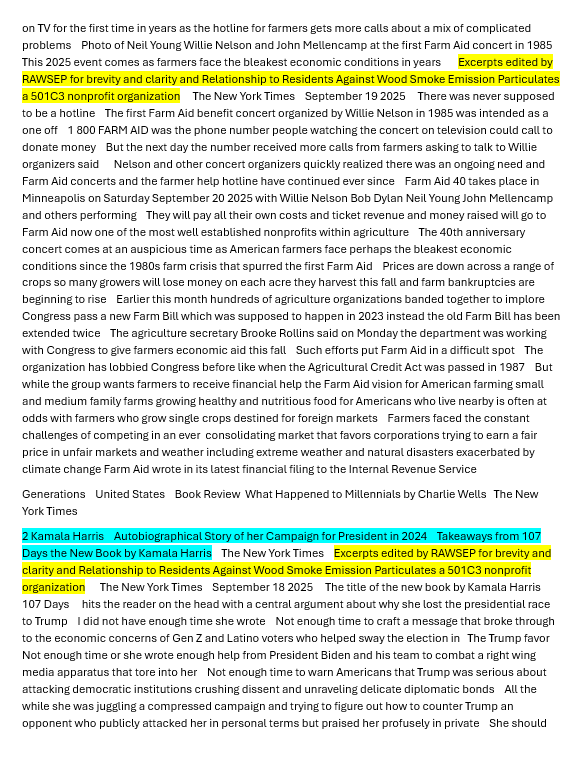 on TV for the first time in years as the hotline for farmers gets more calls about a mix of complicated
problems Photo of Neil Young Willie Nelson and John Mellencamp at the first Farm Aid concert in 1985
This 2025 event comes as farmers face the bleakest economic conditions in years Excerpts edited by
RAWSEP for brevity and clarity and Relationship to Residents Against Wood Smoke Emission Particulates
a 501C3 nonprofit organization The New York Times September 19 2025 There was never supposed
to be a hotline The first Farm Aid benefit concert organized by Willie Nelson in 1985 was intended as a
one off 1 800 FARM AID was the phone number people watching the concert on television could call to
donate money But the next day the number received more calls from farmers asking to talk to Willie
organizers said Nelson and other concert organizers quickly realized there was an ongoing need and
Farm Aid concerts and the farmer help hotline have continued ever since Farm Aid 40 takes place in
Minneapolis on Saturday September 20 2025 with Willie Nelson Bob Dylan Neil Young John Mellencamp
and others performing They will pay all their own costs and ticket revenue and money raised will go to
Farm Aid now one of the most well established nonprofits within agriculture The 40th anniversary
concert comes at an auspicious time as American farmers face perhaps the bleakest economic
conditions since the 1980s farm crisis that spurred the first Farm Aid Prices are down across a range of
crops so many growers will lose money on each acre they harvest this fall and farm bankruptcies are
beginning to rise Earlier this month hundreds of agriculture organizations banded together to implore
Congress pass a new Farm Bill which was supposed to happen in 2023 instead the old Farm Bill has been
extended twice The agriculture secretary Brooke Rollins said on Monday the department was working
with Congress to give farmers economic aid this fall Such efforts put Farm Aid in a difficult spot The
organization has lobbied Congress before like when the Agricultural Credit Act was passed in 1987 But
while the group wants farmers to receive financial help the Farm Aid vision for American farming small
and medium family farms growing healthy and nutritious food for Americans who live nearby is often at
odds with farmers who grow single crops destined for foreign markets Farmers faced the constant
challenges of competing in an ever consolidating market that favors corporations trying to earn a fair
price in unfair markets and weather including extreme weather and natural disasters exacerbated by
climate change Farm Aid wrote in its latest financial filing to the Internal Revenue Service
Generations United States Book Review What Happened to Millennials by Charlie Wells The New
York Times
2 Kamala Harris Autobiographical Story of her Campaign for President in 2024 Takeaways from 107
Days the New Book by Kamala Harris The New York Times Excerpts edited by RAWSEP for brevity and
clarity and Relationship to Residents Against Wood Smoke Emission Particulates a 501C3 nonprofit
organization The New York Times September 18 2025 The title of the new book by Kamala Harris
107 Days hits the reader on the head with a central argument about why she lost the presidential race
to Trump I did not have enough time she wrote Not enough time to craft a message that broke through
to the economic concerns of Gen Z and Latino voters who helped sway the election in The Trump favor
Not enough time or she wrote enough help from President Biden and his team to combat a right wing
media apparatus that tore into her Not enough time to warn Americans that Trump was serious about
attacking democratic institutions crushing dissent and unraveling delicate diplomatic bonds All the
while she was juggling a compressed campaign and trying to figure out how to counter Trump an
opponent who publicly attacked her in personal terms but praised her profusely in private She should